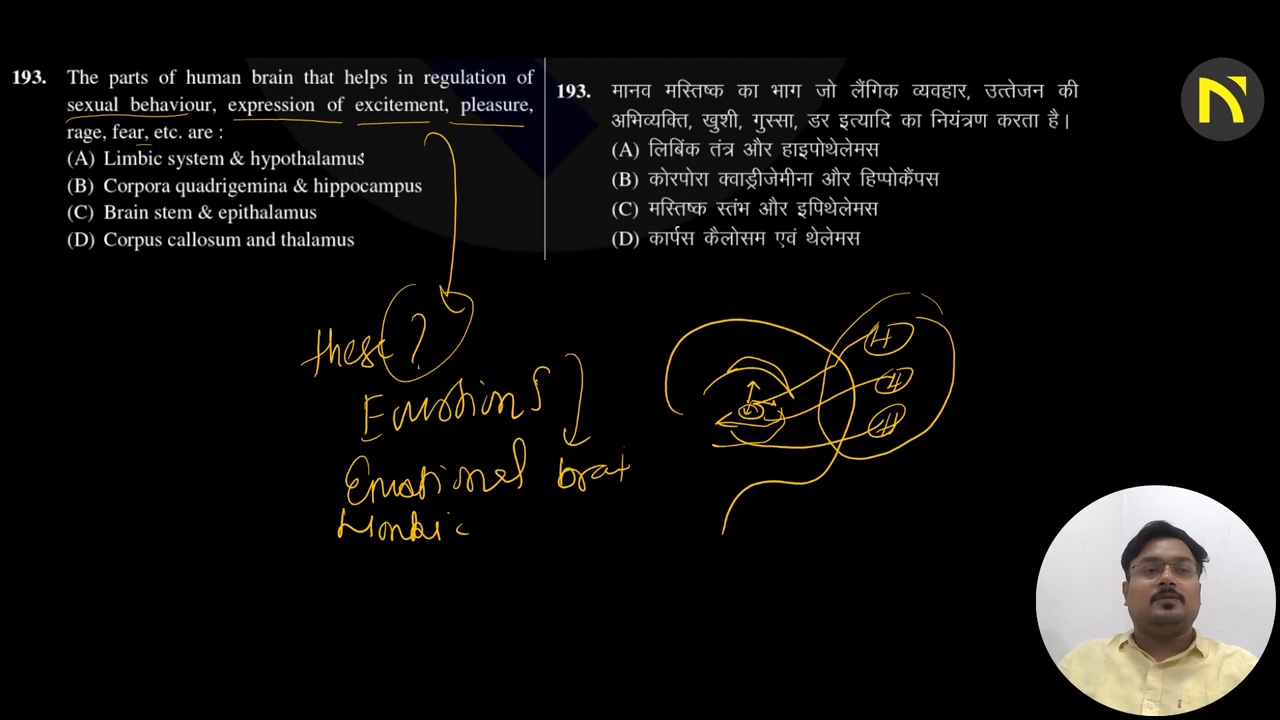 193. The parts of human brain that helps in regulation of
sexual behaviour, expression of excitement, pleasure,
rage, fear, etc. are :
(A) Limbic system & hypothalamus
(B) Corpora quadrigemina & hippocampus
(C) Brain stem & epithalamus
(D) Corpus callosum and thalamus
193. मानव मस्तिष्क का भाग जो लैंगिक व्यवहार, उत्तेजन की
अभिव्यक्ति, खुशी, गुस्सा, डर इत्यादि का नियंत्रण करता है।
(A) लिबिंक तंत्र और हाइपोथेलेमस
(B) कोरपोरा क्वाड्रीजेमीना और हिप्पोकैंपस
(C) मस्तिष्क स्तंभ और इपिथेलेमस
(D) कार्पस कैलोसम एवं थेलेमस
these ?
Emotions
Emotional
H
H
H